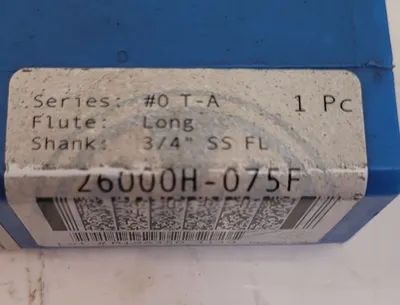 Series: #0 T-A 1 Pc
Flute: Long
Shank: 3/4" SS FL
26000H-075F